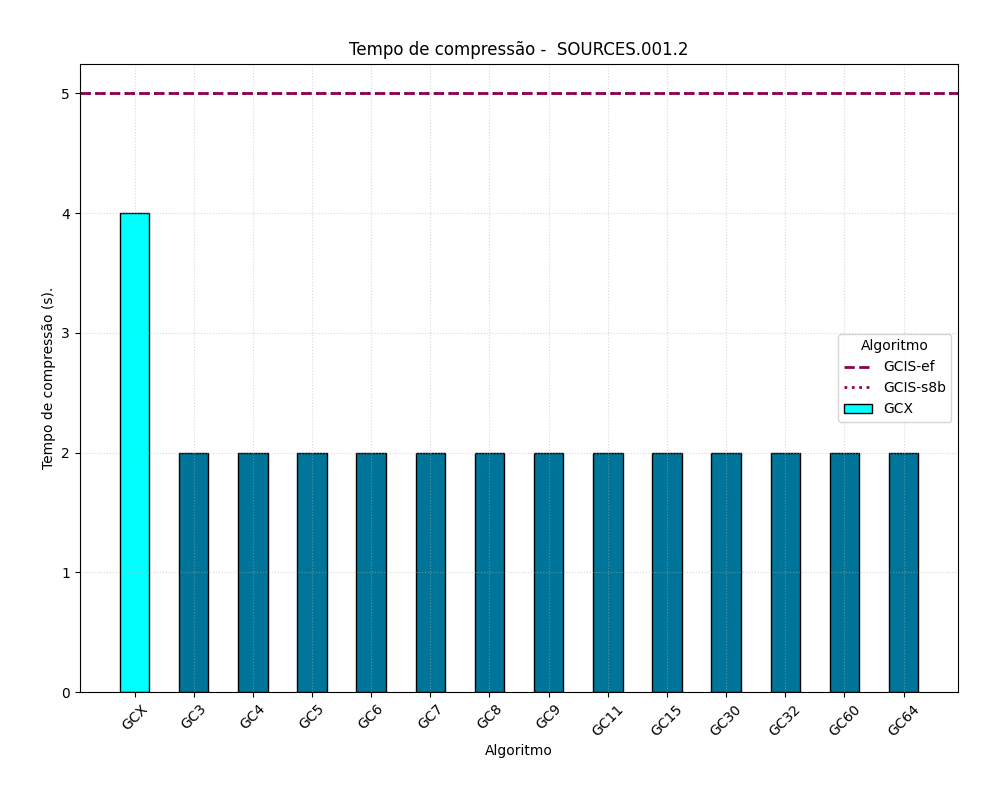 Tempo de compressão -  SOURCES.001.2
Tempo de compressão (s).
5
4
3
2
1
0
Algoritmo
GCIS-ef
GCIS-s8b
GCX
GCX
GC3
GC4
GC5
GC6
GC7
GC8
GC9
GC11
GC15
GC30
GC32
GC60
GC64
Algoritmo